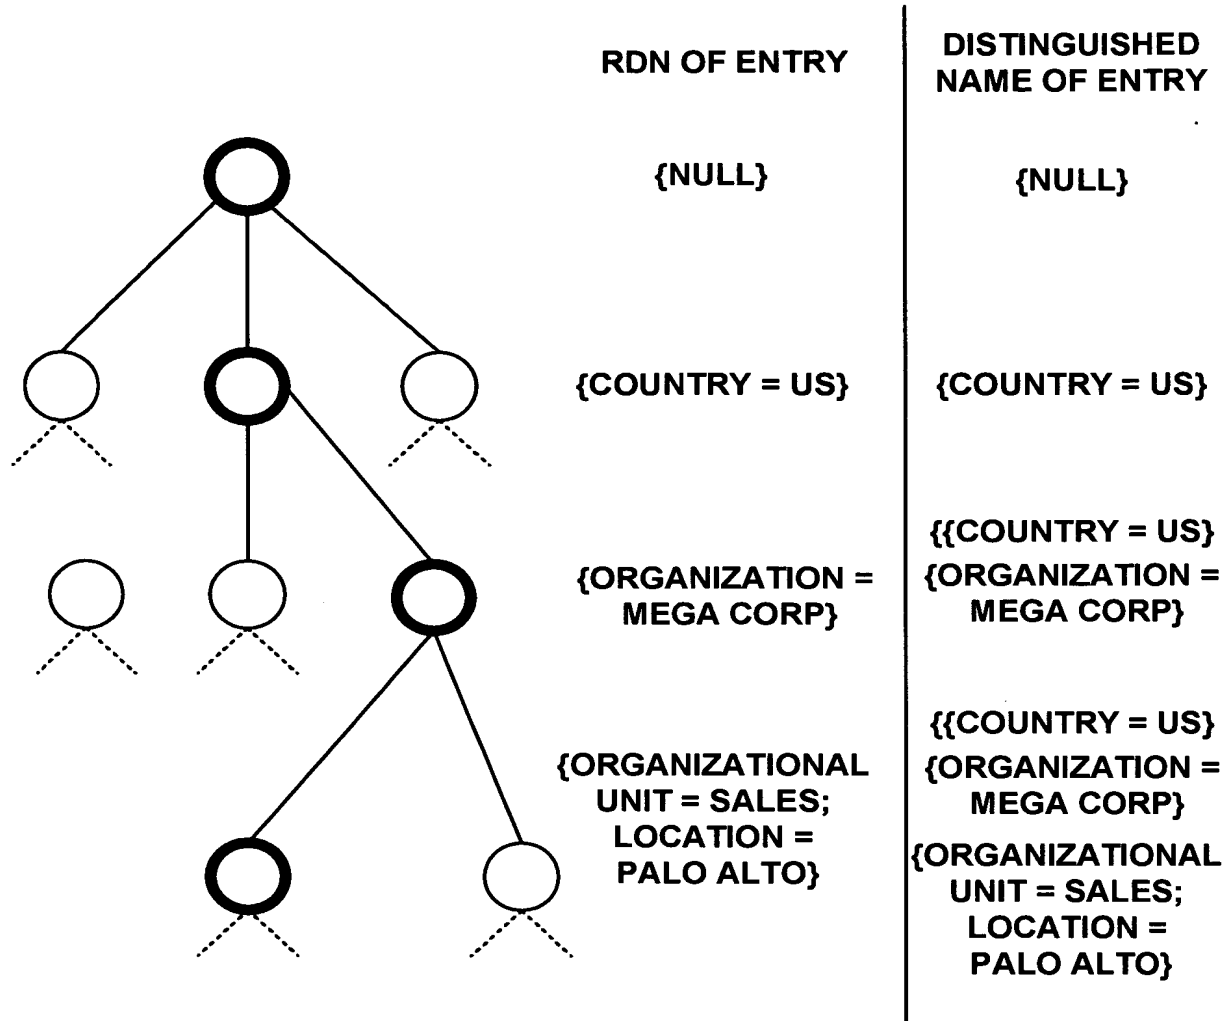 RDN OF ENTRY
DISTINGUISHED
NAME OF ENTRY
{NULL}
{NULL}
{COUNTRY = US}
{COUNTRY = US}
{ORGANIZATION =
MEGA CORP}
{{COUNTRY = US}
{ORGANIZATION =
MEGA CORP}
{ORGANIZATIONAL
UNIT = SALES;
LOCATION =
PALO ALTO}
{{COUNTRY = US}
{ORGANIZATION =
MEGA CORP}
{ORGANIZATIONAL
UNIT = SALES;
LOCATION =
PALO ALTO}